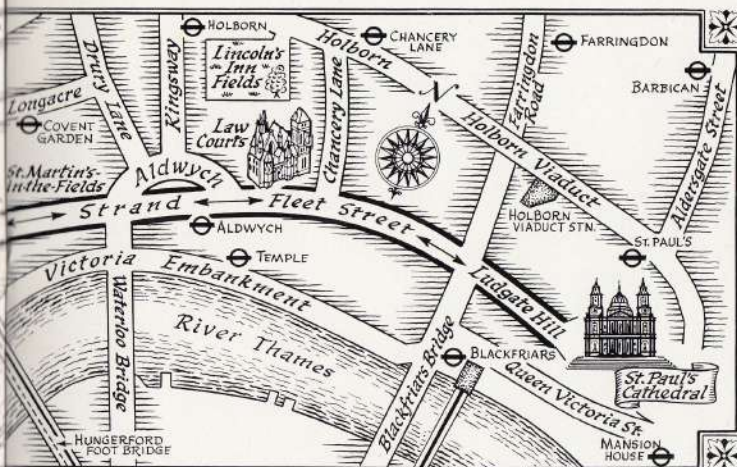 HOLBORN
CHANCERY
LANE
FARRINGDON
Drury Lane
Kingsway
Lincoln's
Inn
Fields
Holborn
Farringdon
Road
BARBICAN
Longacre
Chancery Lane
N
COVENT
GARDEN
Law
Courts
Holborn Viaduct
Aldersgate Street
St. Martin's-
in-the-Fields
Aldwych
HOLBORN
VIADUCT STN.
Strand
Fleet Street
ALDWYCH
ST. PAUL'S
Victoria Embankment
TEMPLE
Ludgate Hill
Waterloo Bridge
River Thames
Blackfriars Bridge
BLACKFRIARS
Queen Victoria St.
St. Paul's
Cathedral
HUNGERFORD
FOOT BRIDGE
MANSION
HOUSE